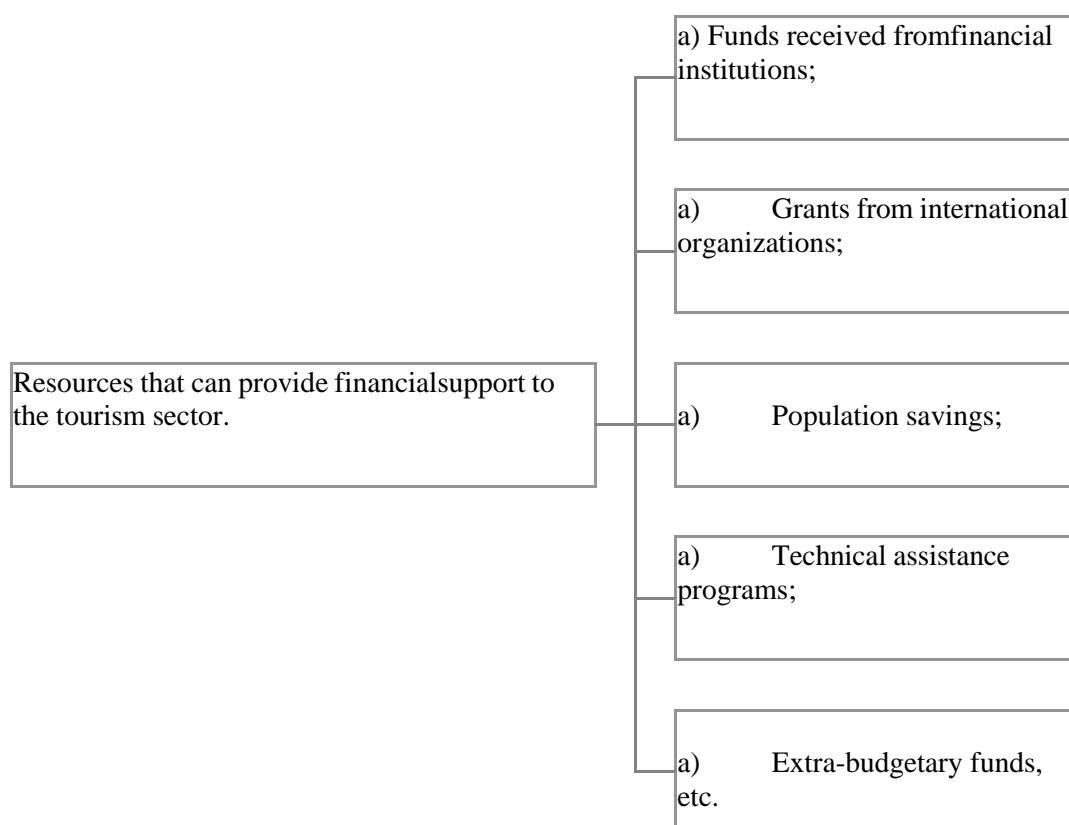 a) Funds received fromfinancial
institutions;
a) Grants from international
organizations;
Resources that can provide financialsupport to
the tourism sector.
a) Population savings;
a) Technical assistance
programs;
a) Extra-budgetary funds,
etc.